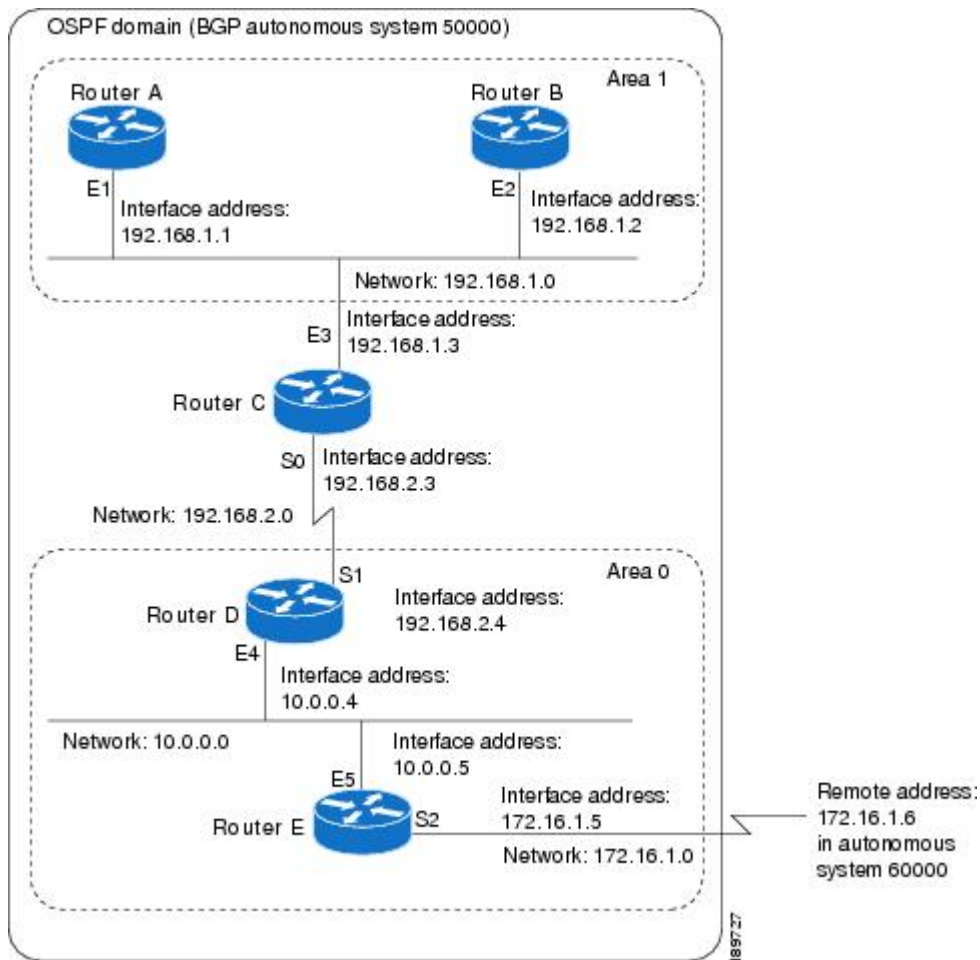 OSPF domain (BGP autonomous system 50000)
Area 1
Router A
Router B
E1
Interface address:
192.168.1.1
E2
Interface address:
192.168.1.2
Network: 192.168.1.0
E3
Interface address:
192.168.1.3
Router C
S0
Interface address:
192.168.2.3
Network: 192.168.2.0
Area 0
S1
Router D
Interface address:
192.168.2.4
E4
Interface address:
10.0.0.4
Network: 10.0.0.0
Interface address:
10.0.0.5
E5
Router E
S2
Interface address:
172.16.1.5
Network: 172.16.1.0
Remote address:
172.16.1.6
in autonomous
system 60000
189727